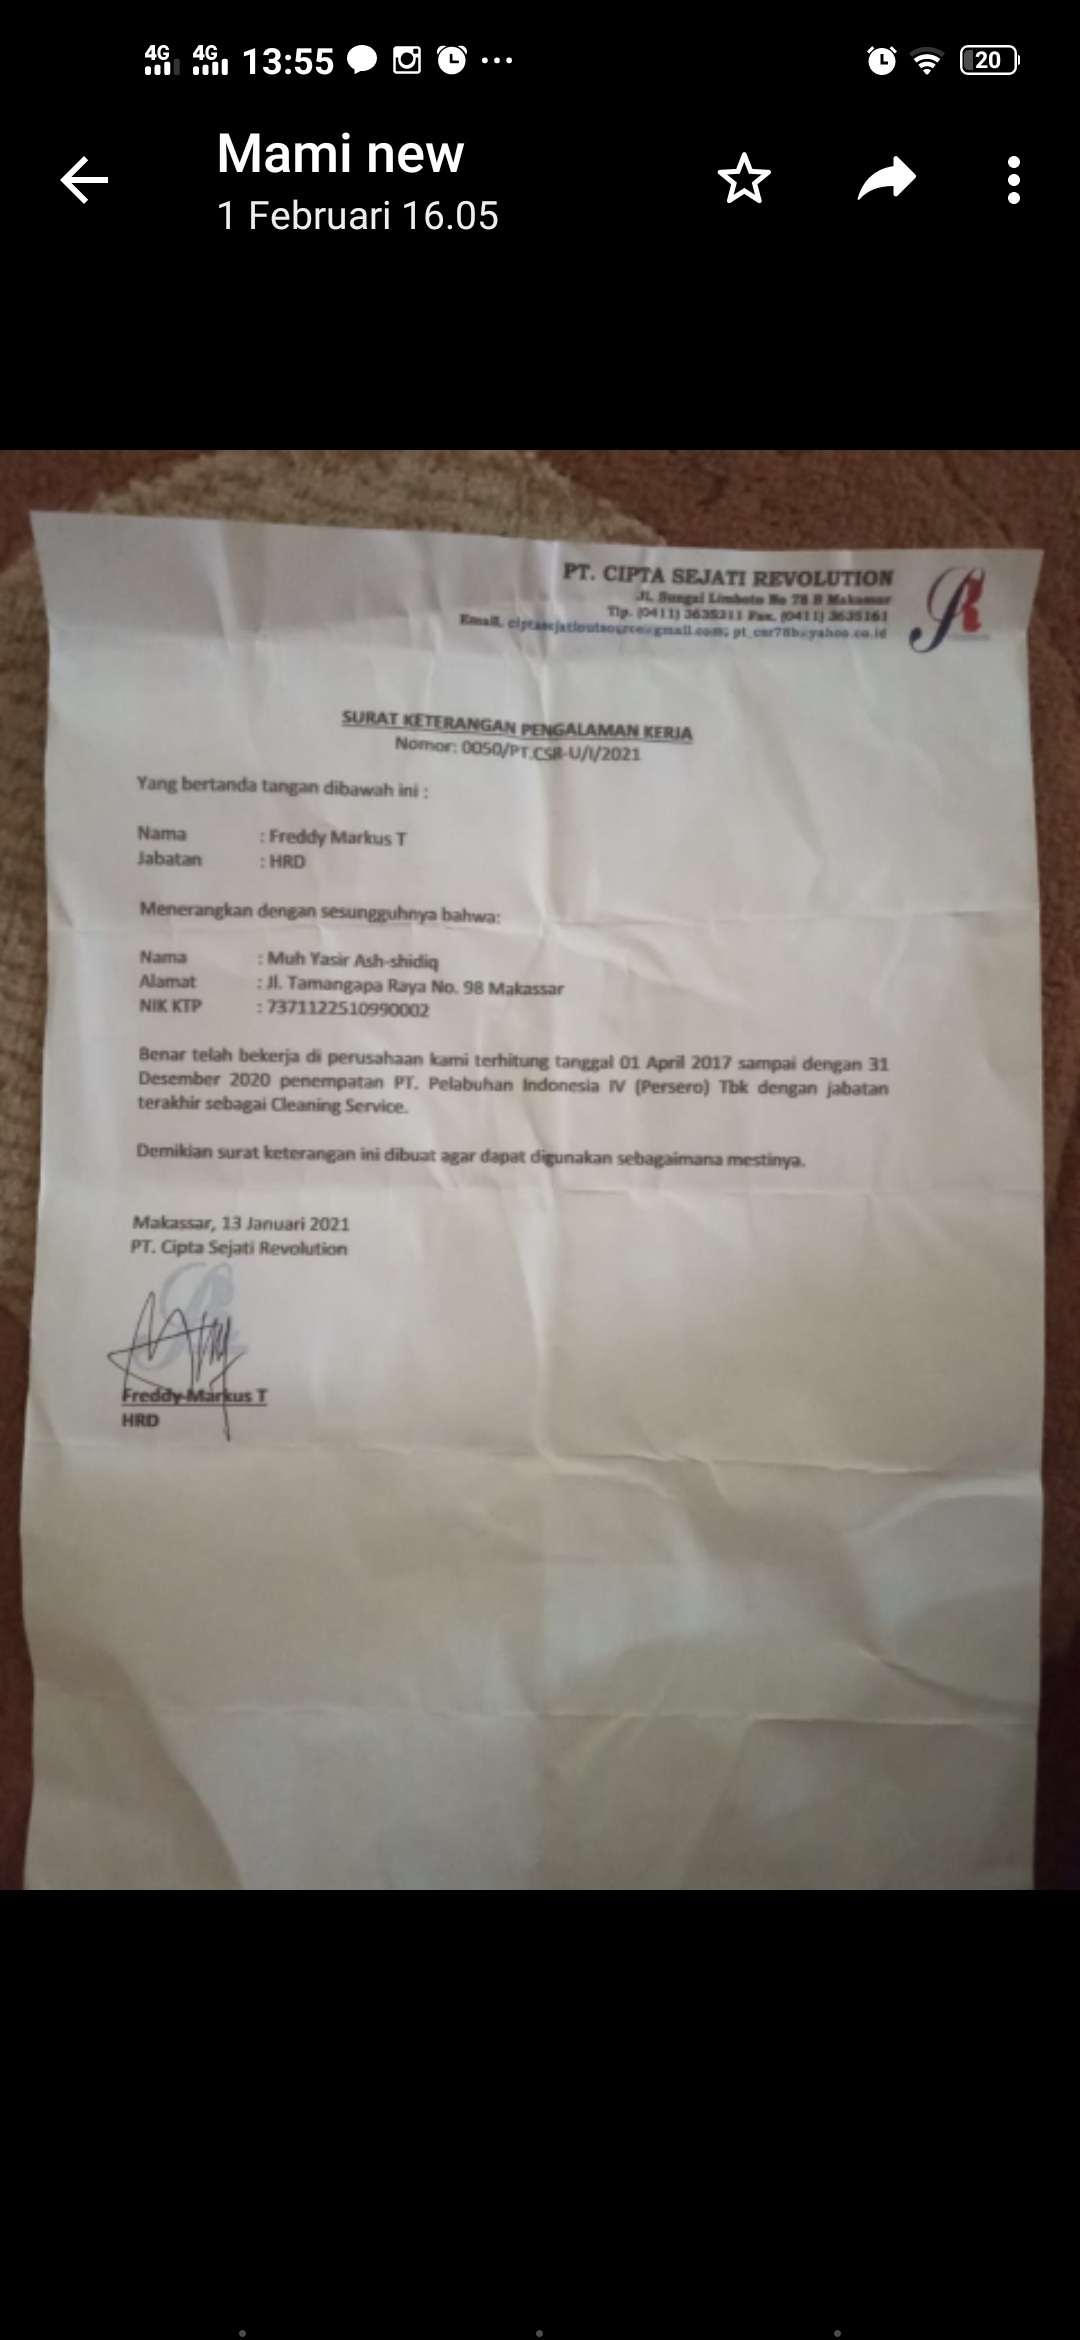 4G 4G 13:55 20
Mami new
1 Februari 16.05
PT. CIPTA SEJATI REVOLUTION
Jl. Sungai Limboto No 78 B Makassar
Tlp. (0411) 3635211 Fax. (0411) 3635161
Email. ciptasejatioutsource@gmail.com; pt_csr78b@yahoo.co.id
SURAT KETERANGAN PENGALAMAN KERJA
Nomor: 0050/PT.CSR-U/I/2021
Yang bertanda tangan dibawah ini :
Nama : Freddy Markus T
Jabatan : HRD
Menerangkan dengan sesungguhnya bahwa:
Nama : Muh Yasir Ash-shidiq
Alamat : Jl. Tamangapa Raya No. 98 Makassar
NIK KTP : 7371122510990002
Benar telah bekerja di perusahaan kami terhitung tanggal 01 April 2017 sampai dengan 31
Desember 2020 penempatan PT. Pelabuhan Indonesia IV (Persero) Tbk dengan jabatan
terakhir sebagai Cleaning Service.
Demikian surat keterangan ini dibuat agar dapat digunakan sebagaimana mestinya.
Makassar, 13 Januari 2021
PT. Cipta Sejati Revolution
Freddy Markus T
HRD